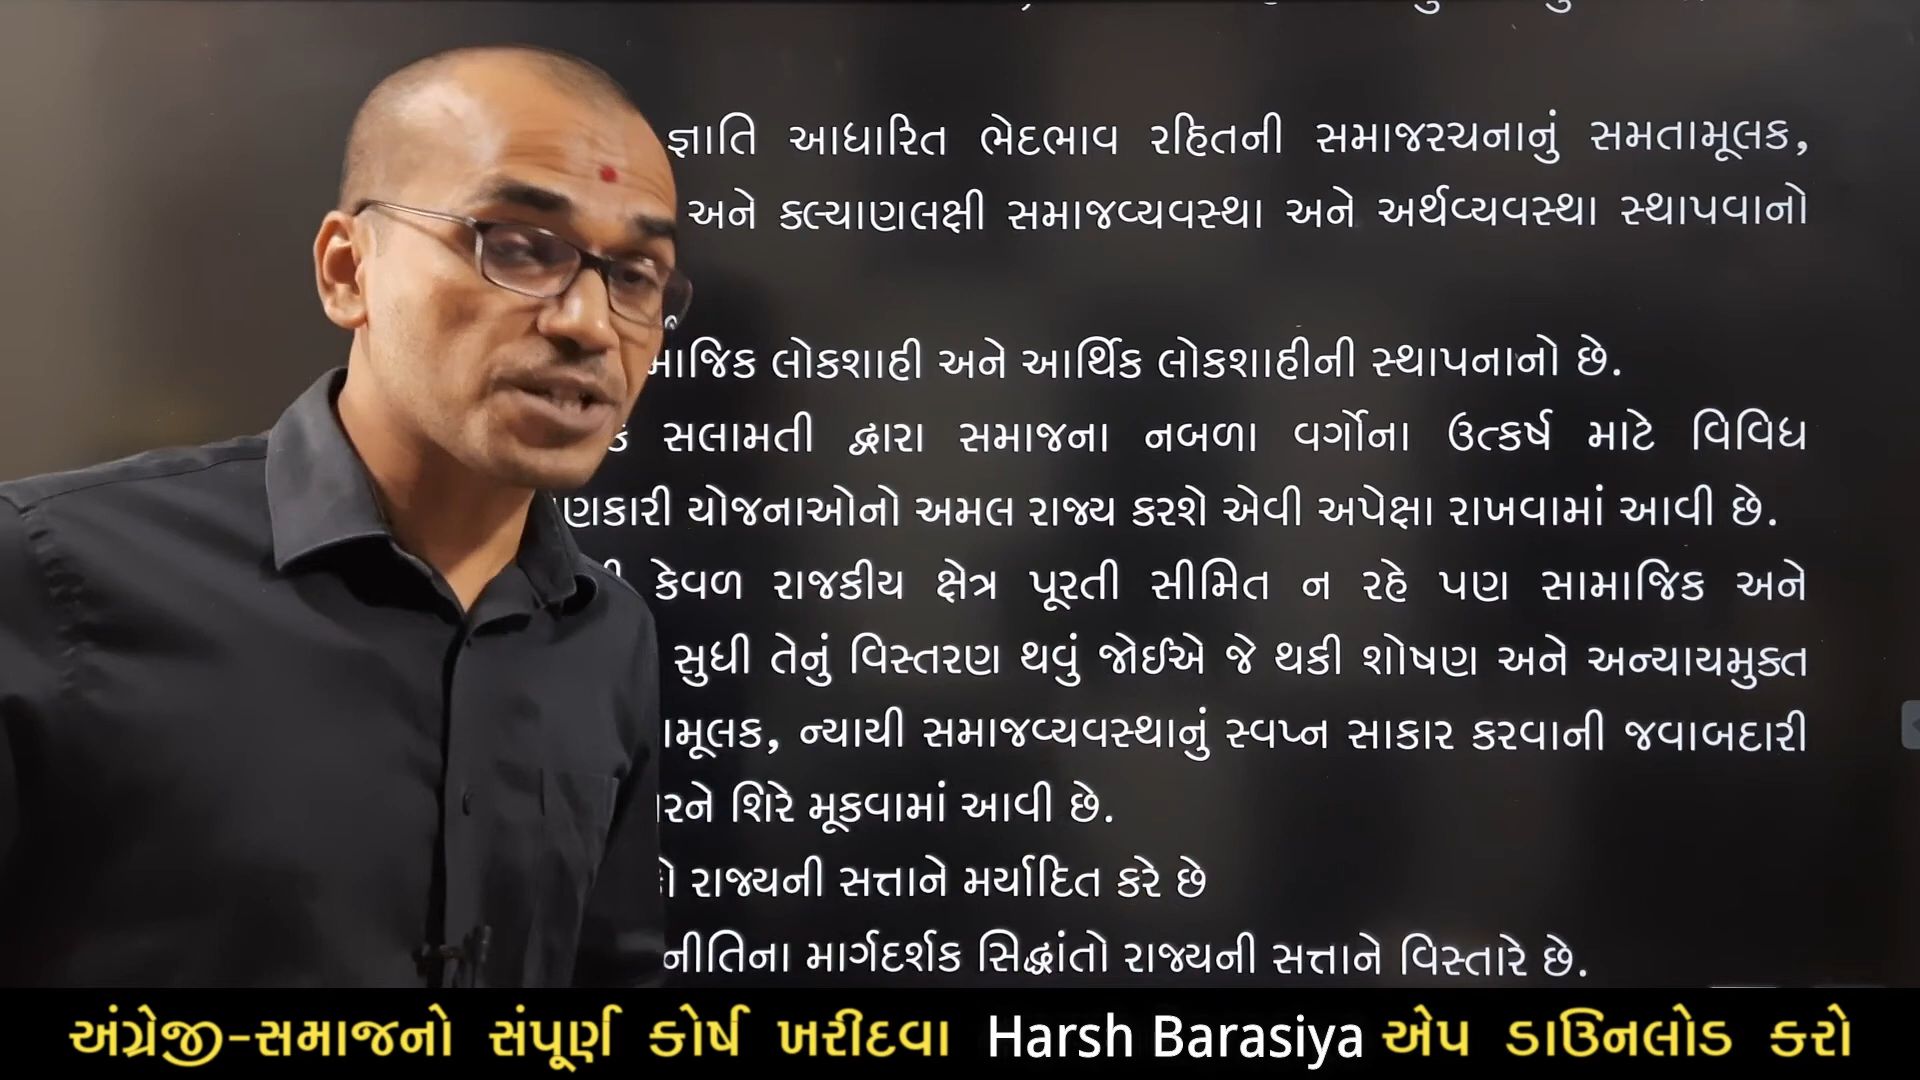 જ્ઞાતિ આધારિત ભેદભાવ રહિતની સમાજરચનાનું સમતામૂલક,
અને કલ્યાણલક્ષી સમાજવ્યવસ્થા અને અર્થવ્યવસ્થા સ્થાપવાનો
લોકશાહી અને આર્થિક લોકશાહીની સ્થાપનાનો છે.
સલામતી દ્વારા સમાજના નબળા વર્ગોના ઉત્કર્ષ માટે વિવિધ
યોજનાઓનો અમલ રાજ્ય કરશે એવી અપેક્ષા રાખવામાં આવી છે.
કેવળ રાજકીય ક્ષેત્ર પૂરતી સીમિત ન રહે પણ સામાજિક અને
સુધી તેનું વિસ્તરણ થવું જોઈએ જે થકી શોષણ અને અન્યાયમુક્ત
ન્યાયી સમાજવ્યવસ્થાનું સ્વપ્ન સાકાર કરવાની જવાબદારી
શિરે મૂકવામાં આવી છે.
રાજ્યની સત્તાને મર્યાદિત કરે છે
નીતિના માર્ગદર્શક સિદ્ધાંતો રાજ્યની સત્તાને વિસ્તારે છે.
અંગ્રેજી-સમાજનો સંપૂર્ણ કોર્ષ ખરીદવા Harsh Barasiya એપ ડાઉનલોડ કરો